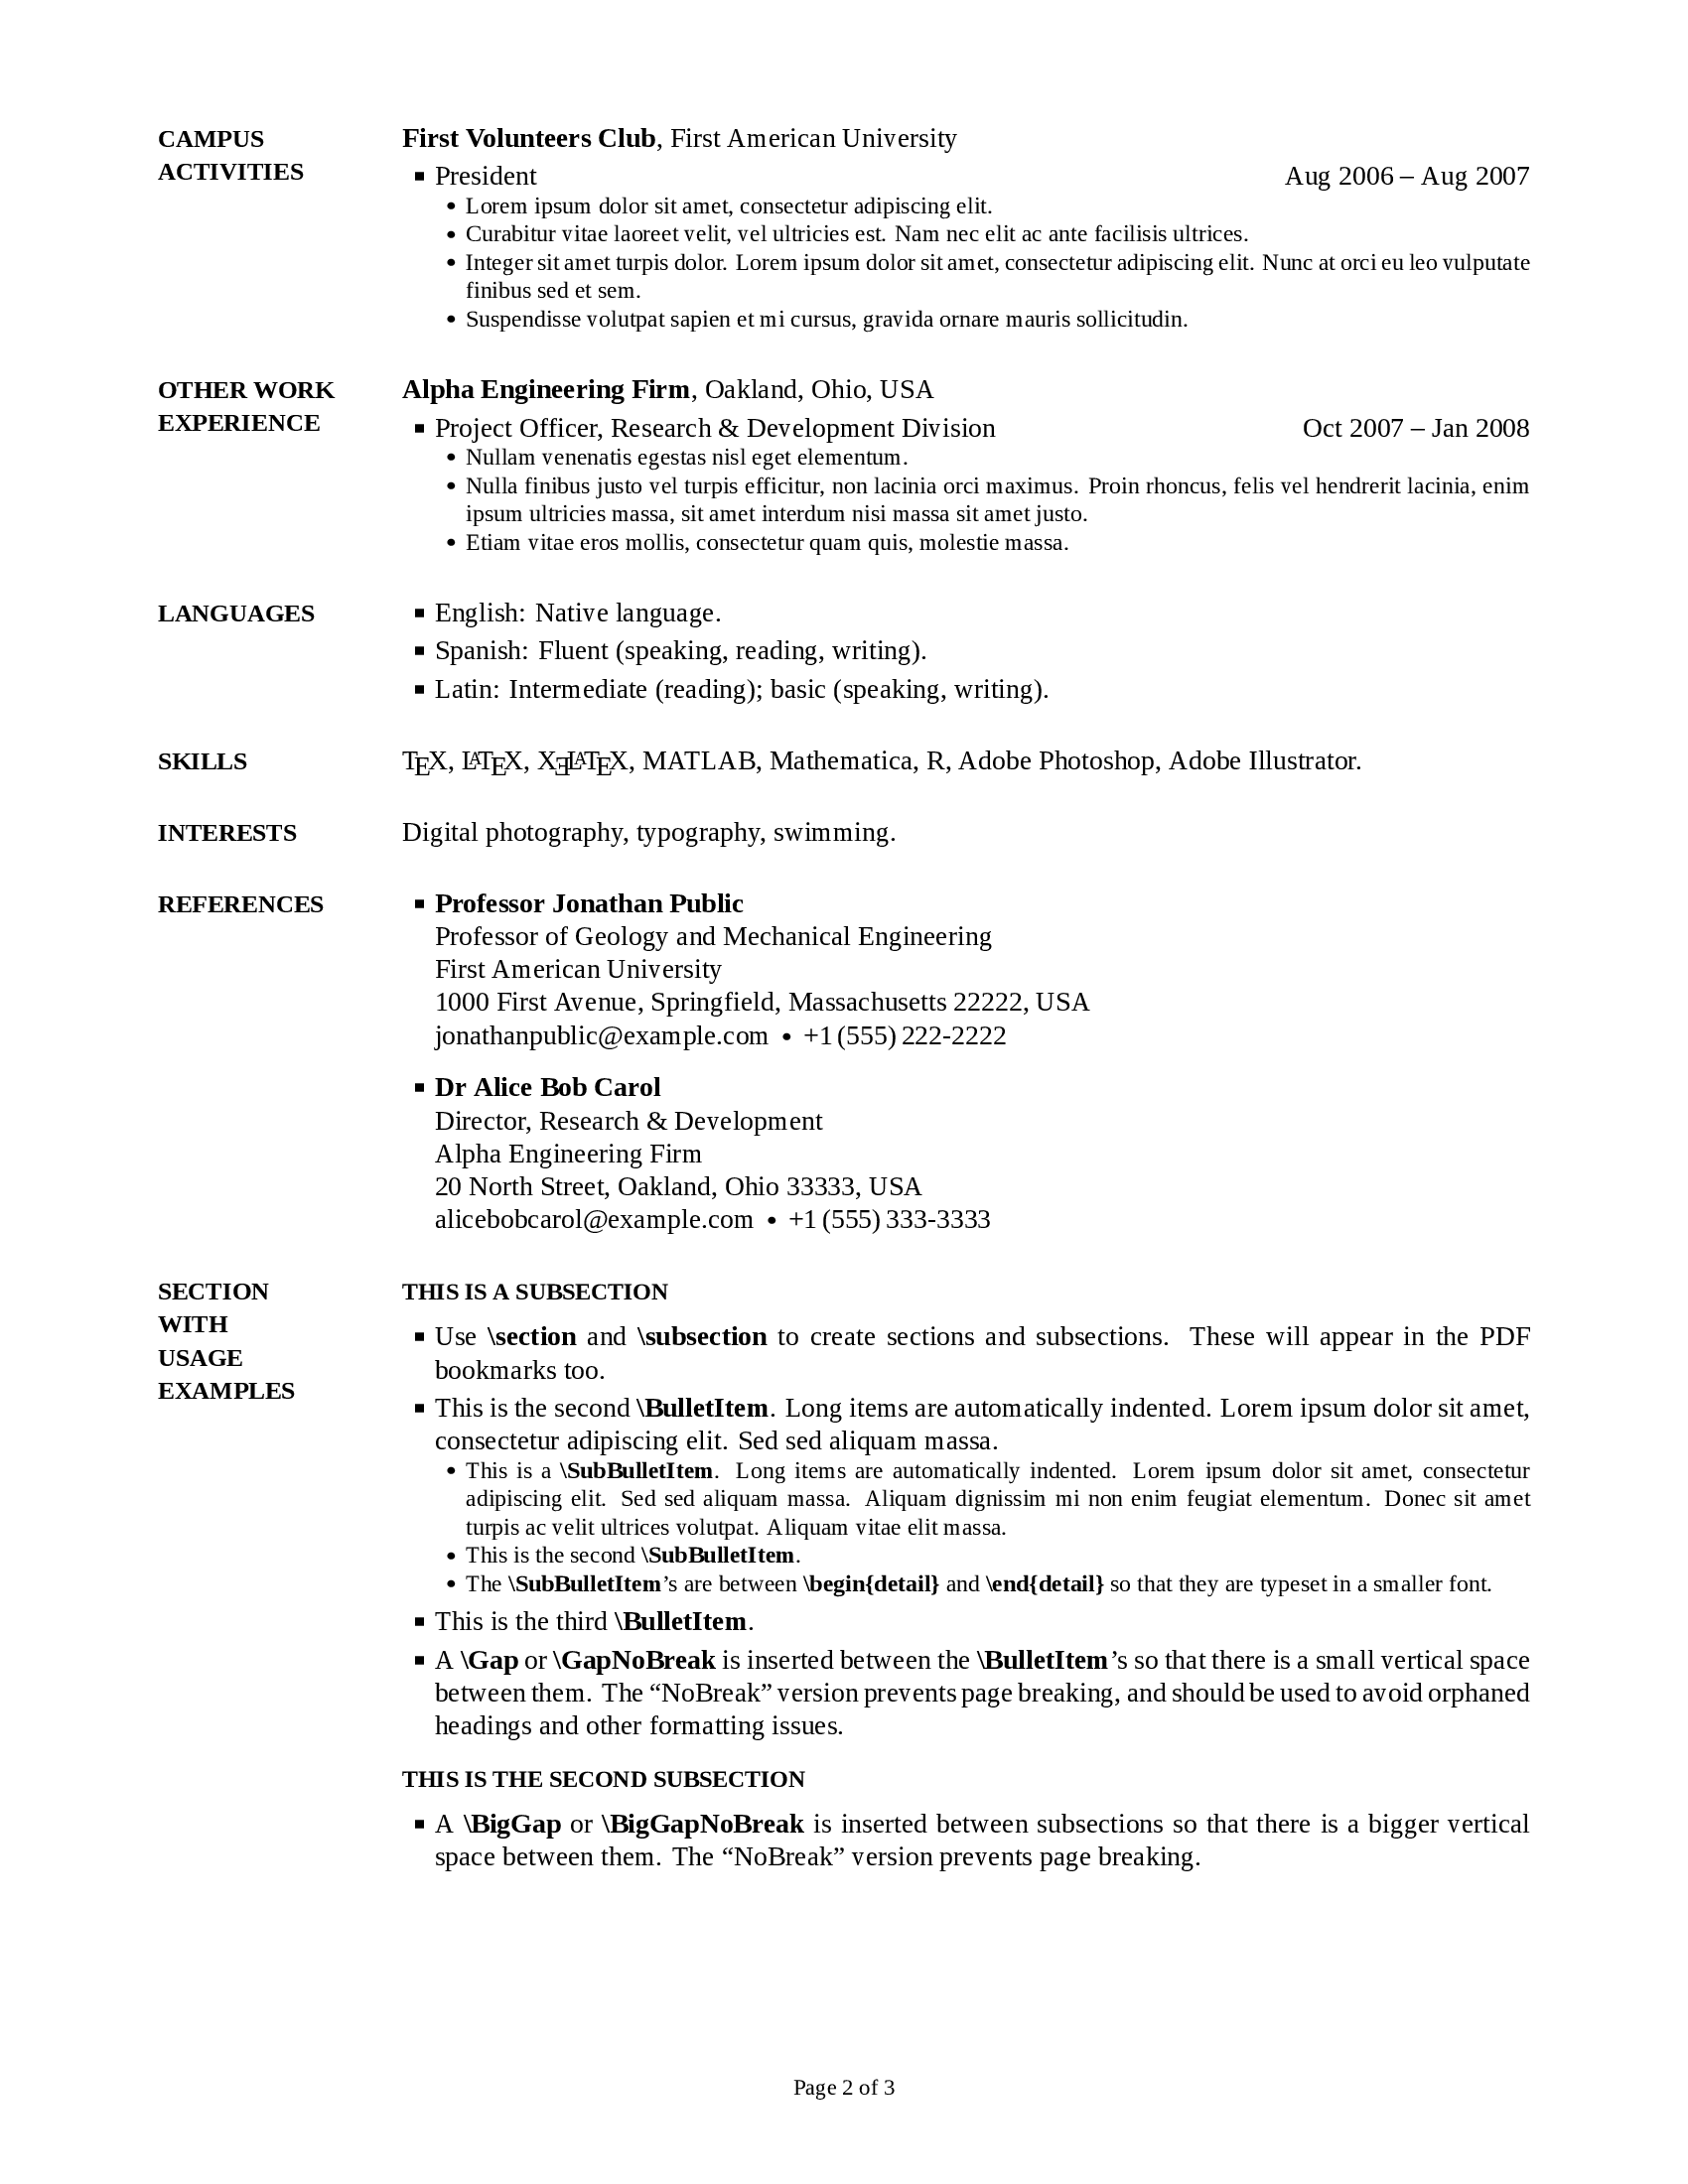 CAMPUS ACTIVITIES
First Volunteers Club, First American University
▪ President Aug 2006 – Aug 2007
• Lorem ipsum dolor sit amet, consectetur adipiscing elit.
• Curabitur vitae laoreet velit, vel ultricies est. Nam nec elit ac ante facilisis ultrices.
• Integer sit amet turpis dolor. Lorem ipsum dolor sit amet, consectetur adipiscing elit. Nunc at orci eu leo vulputate
finibus sed et sem.
• Suspendisse volutpat sapien et mi cursus, gravida ornare mauris sollicitudin.
OTHER WORK EXPERIENCE
Alpha Engineering Firm, Oakland, Ohio, USA
▪ Project Officer, Research & Development Division Oct 2007 – Jan 2008
• Nullam venenatis egestas nisl eget elementum.
• Nulla finibus justo vel turpis efficitur, non lacinia orci maximus. Proin rhoncus, felis vel hendrerit lacinia, enim
ipsum ultricies massa, sit amet interdum nisi massa sit amet justo.
• Etiam vitae eros mollis, consectetur quam quis, molestie massa.
LANGUAGES
▪ English: Native language.
▪ Spanish: Fluent (speaking, reading, writing).
▪ Latin: Intermediate (reading); basic (speaking, writing).
SKILLS
TEX, LATEX, XƎLATEX, MATLAB, Mathematica, R, Adobe Photoshop, Adobe Illustrator.
INTERESTS
Digital photography, typography, swimming.
REFERENCES
▪ Professor Jonathan Public
Professor of Geology and Mechanical Engineering
First American University
1000 First Avenue, Springfield, Massachusetts 22222, USA
jonathanpublic@example.com • +1 (555) 222-2222
▪ Dr Alice Bob Carol
Director, Research & Development
Alpha Engineering Firm
20 North Street, Oakland, Ohio 33333, USA
alicebobcarol@example.com • +1 (555) 333-3333
SECTION WITH USAGE EXAMPLES
THIS IS A SUBSECTION
▪ Use \section and \subsection to create sections and subsections. These will appear in the PDF
bookmarks too.
▪ This is the second \BulletItem. Long items are automatically indented. Lorem ipsum dolor sit amet,
consectetur adipiscing elit. Sed sed aliquam massa.
• This is a \SubBulletItem. Long items are automatically indented. Lorem ipsum dolor sit amet, consectetur
adipiscing elit. Sed sed aliquam massa. Aliquam dignissim mi non enim feugiat elementum. Donec sit amet
turpis ac velit ultrices volutpat. Aliquam vitae elit massa.
• This is the second \SubBulletItem.
• The \SubBulletItem’s are between \begin{detail} and \end{detail} so that they are typeset in a smaller font.
▪ This is the third \BulletItem.
▪ A \Gap or \GapNoBreak is inserted between the \BulletItem’s so that there is a small vertical space
between them. The “NoBreak” version prevents page breaking, and should be used to avoid orphaned
headings and other formatting issues.
THIS IS THE SECOND SUBSECTION
▪ A \BigGap or \BigGapNoBreak is inserted between subsections so that there is a bigger vertical
space between them. The “NoBreak” version prevents page breaking.
Page 2 of 3